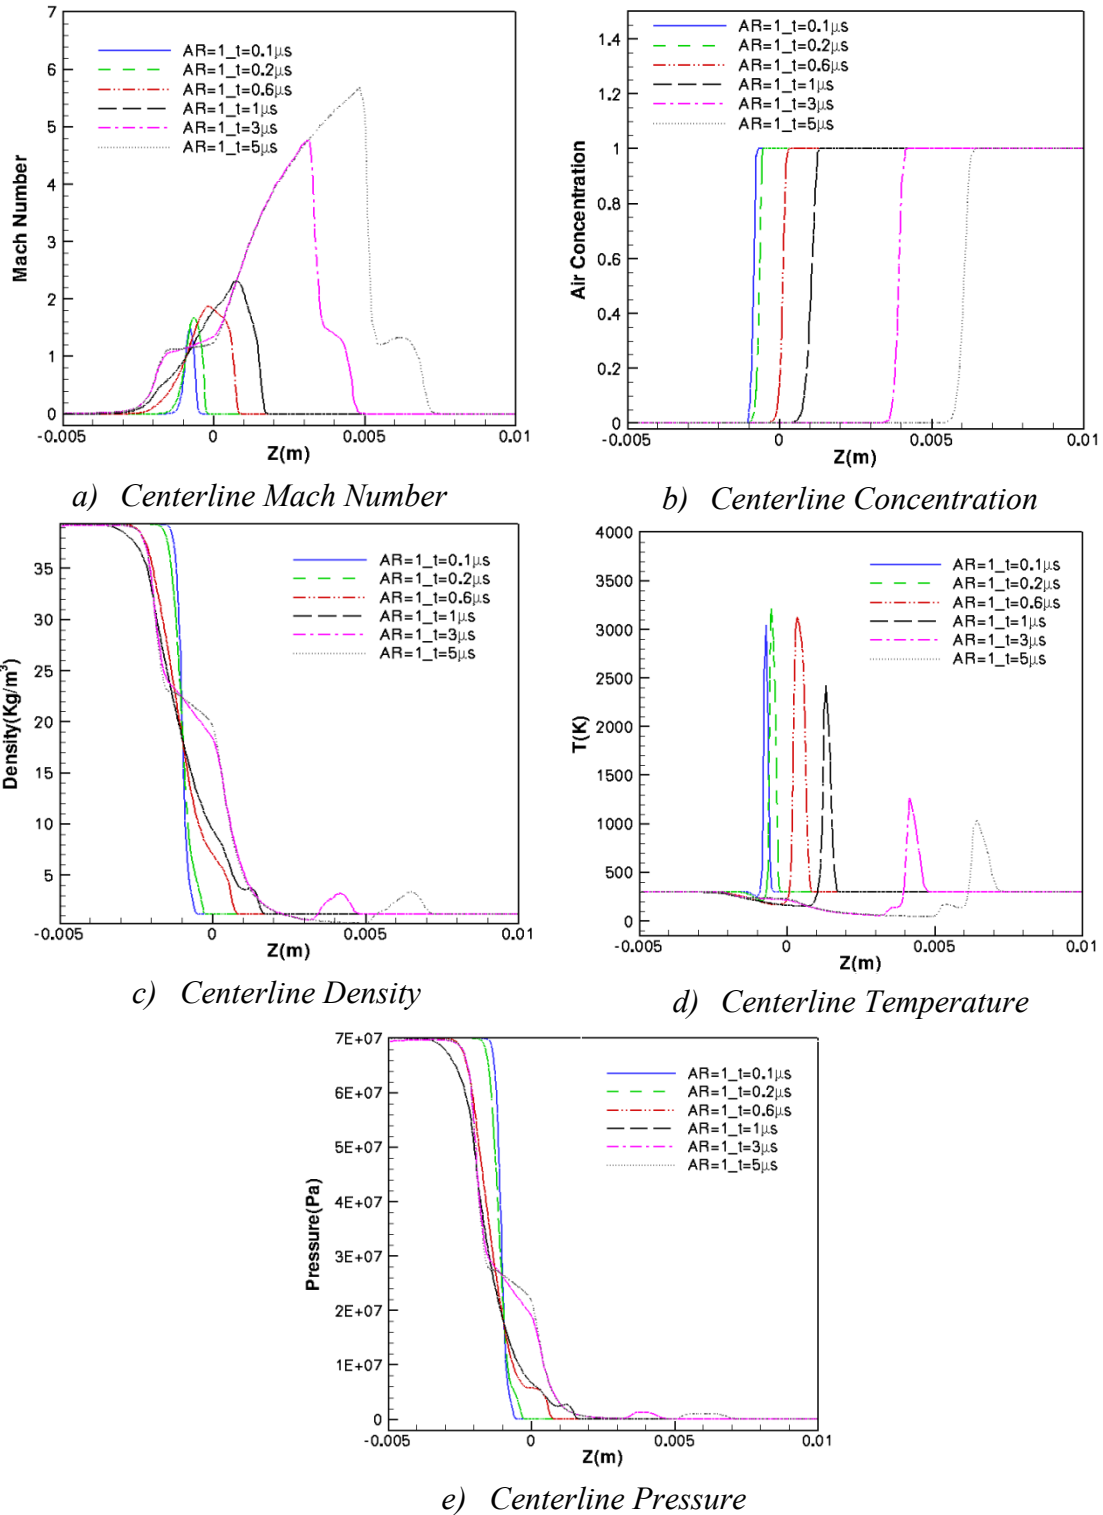 7
6
5
4
3
2
1
0
Mach Number
AR=1_t=0.1μs
AR=1_t=0.2μs
AR=1_t=0.6μs
AR=1_t=1μs
AR=1_t=3μs
AR=1_t=5μs
-0.005 0 0.005 0.01
Z(m)
a) Centerline Mach Number
1.4
1.2
1
0.8
0.6
0.4
0.2
0
Air Concentration
AR=1_t=0.1μs
AR=1_t=0.2μs
AR=1_t=0.6μs
AR=1_t=1μs
AR=1_t=3μs
AR=1_t=5μs
-0.005 0 0.005 0.01
Z(m)
b) Centerline Concentration
35
30
25
20
15
10
5
Density(Kg/m³)
AR=1_t=0.1μs
AR=1_t=0.2μs
AR=1_t=0.6μs
AR=1_t=1μs
AR=1_t=3μs
AR=1_t=5μs
-0.005 0 0.005 0.01
Z(m)
c) Centerline Density
4000
3500
3000
2500
2000
1500
1000
500
0
T(K)
AR=1_t=0.1μs
AR=1_t=0.2μs
AR=1_t=0.6μs
AR=1_t=1μs
AR=1_t=3μs
AR=1_t=5μs
-0.005 0 0.005 0.01
Z(m)
d) Centerline Temperature
7E+07
6E+07
5E+07
4E+07
3E+07
2E+07
1E+07
0
Pressure(Pa)
AR=1_t=0.1μs
AR=1_t=0.2μs
AR=1_t=0.6μs
AR=1_t=1μs
AR=1_t=3μs
AR=1_t=5μs
-0.005 0 0.005 0.01
Z(m)
e) Centerline Pressure